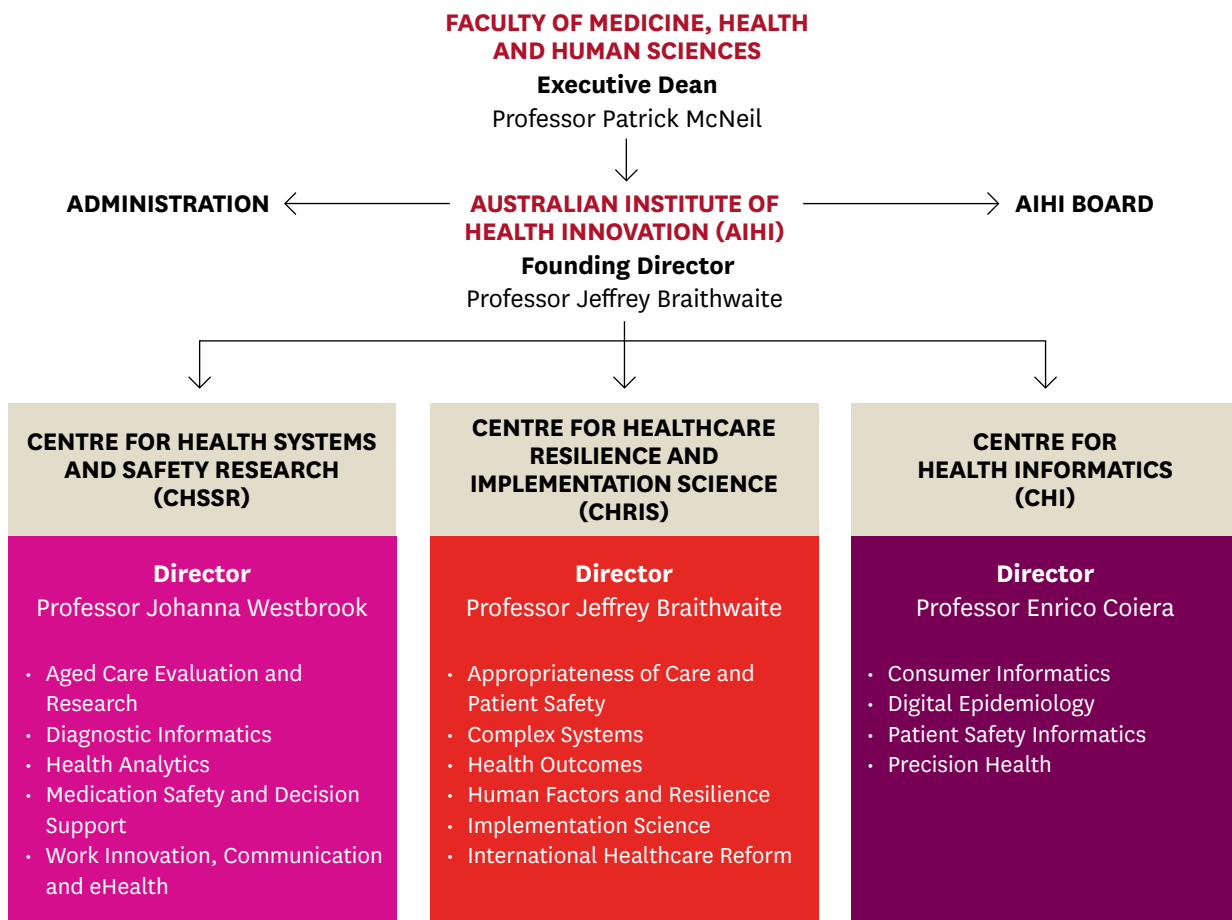 FACULTY OF MEDICINE, HEALTH
AND HUMAN SCIENCES
Executive Dean
Professor Patrick McNeil
ADMINISTRATION
AUSTRALIAN INSTITUTE OF
HEALTH INNOVATION (AIHI)
Founding Director
Professor Jeffrey Braithwaite
AIHI BOARD
CENTRE FOR HEALTH SYSTEMS
AND SAFETY RESEARCH
(CHSSR)
Director
Professor Johanna Westbrook
• Aged Care Evaluation and
Research
• Diagnostic Informatics
• Health Analytics
• Medication Safety and Decision
Support
• Work Innovation, Communication
and eHealth
CENTRE FOR HEALTHCARE
RESILIENCE AND
IMPLEMENTATION SCIENCE
(CHRIS)
Director
Professor Jeffrey Braithwaite
• Appropriateness of Care and
Patient Safety
• Complex Systems
• Health Outcomes
• Human Factors and Resilience
• Implementation Science
• International Healthcare Reform
CENTRE FOR
HEALTH INFORMATICS
(CHI)
Director
Professor Enrico Coiera
• Consumer Informatics
• Digital Epidemiology
• Patient Safety Informatics
• Precision Health